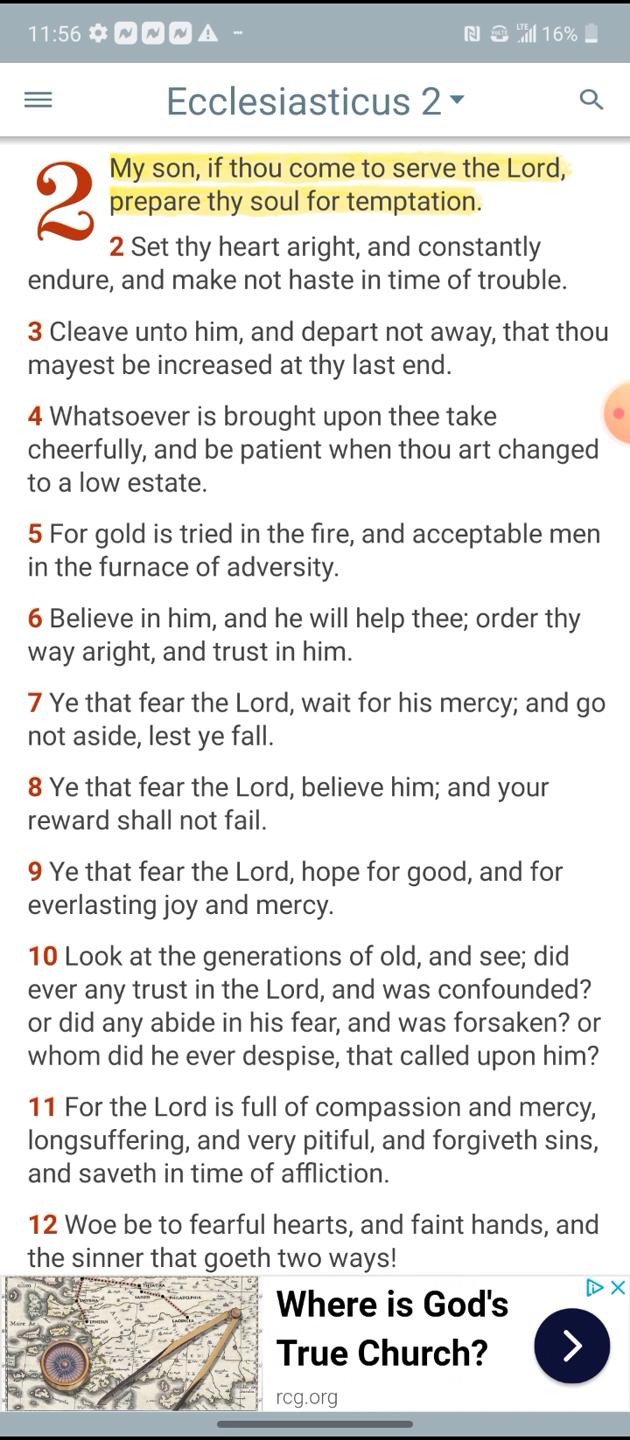 11:56
LTE 16%
Ecclesiasticus 2
2 My son, if thou come to serve the Lord,
prepare thy soul for temptation.
2 Set thy heart aright, and constantly
endure, and make not haste in time of trouble.
3 Cleave unto him, and depart not away, that thou
mayest be increased at thy last end.
4 Whatsoever is brought upon thee take
cheerfully, and be patient when thou art changed
to a low estate.
5 For gold is tried in the fire, and acceptable men
in the furnace of adversity.
6 Believe in him, and he will help thee; order thy
way aright, and trust in him.
7 Ye that fear the Lord, wait for his mercy; and go
not aside, lest ye fall.
8 Ye that fear the Lord, believe him; and your
reward shall not fail.
9 Ye that fear the Lord, hope for good, and for
everlasting joy and mercy.
10 Look at the generations of old, and see; did
ever any trust in the Lord, and was confounded?
or did any abide in his fear, and was forsaken? or
whom did he ever despise, that called upon him?
11 For the Lord is full of compassion and mercy,
longsuffering, and very pitiful, and forgiveth sins,
and saveth in time of affliction.
12 Woe be to fearful hearts, and faint hands, and
the sinner that goeth two ways!
Where is God's
True Church?
rcg.org